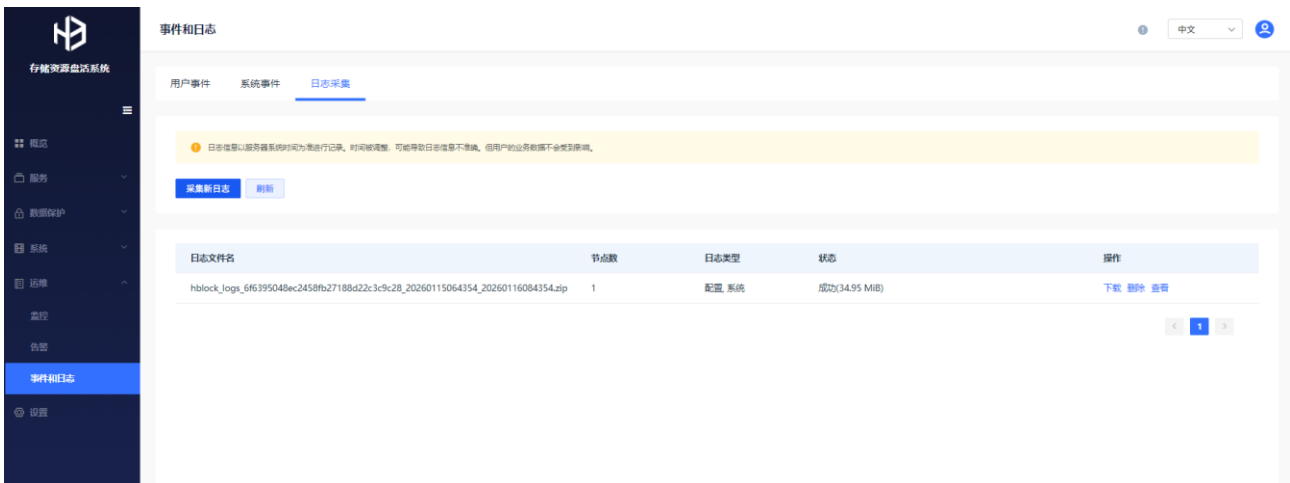 事件和日志
中文
存储资源盘活系统
用户事件 系统事件 日志采集
日志信息以服务器系统时间为准进行记录。时间被调整,可能导致日志信息不准确。但用户的业务数据不会受到影响。
采集新日志 刷新
概览
服务
数据保护
系统
运维
监控
告警
事件和日志
设置
日志文件名 节点数 日志类型 状态 操作
hblock_logs_6f6395048ec2458fb27188d22c3c9c28_20260115064354_20260116084354.zip 1 配置, 系统 成功(34.95 MiB) 下载 删除 查看
< 1 >